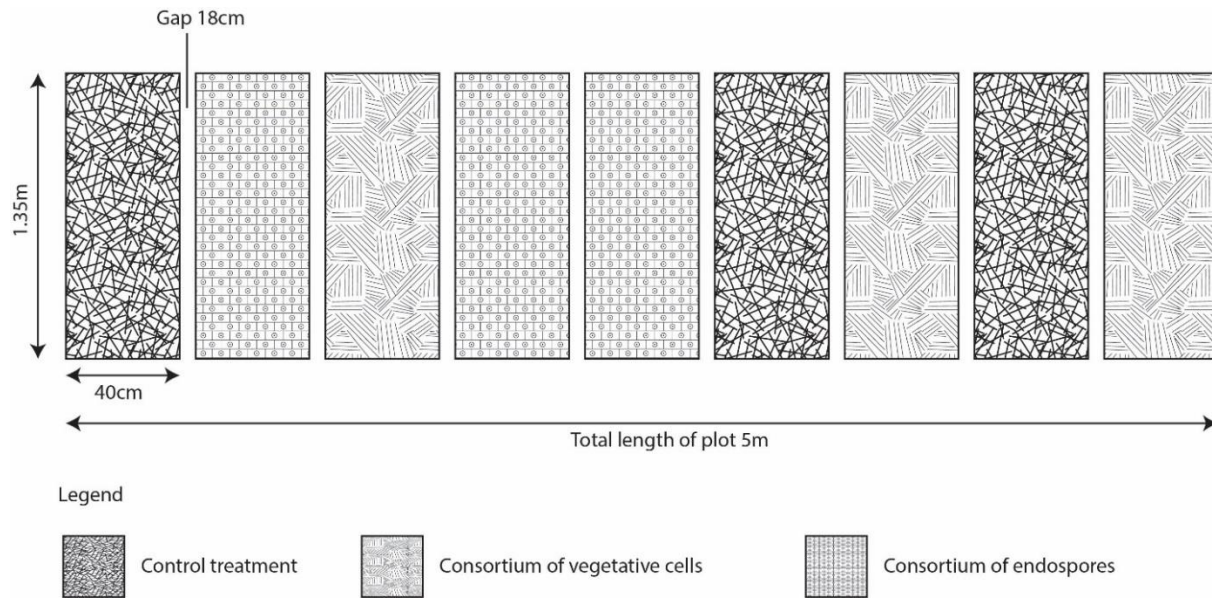 Gap 18cm
1.35m
40cm
Total length of plot 5m
Legend
Control treatment
Consortium of vegetative cells
Consortium of endospores